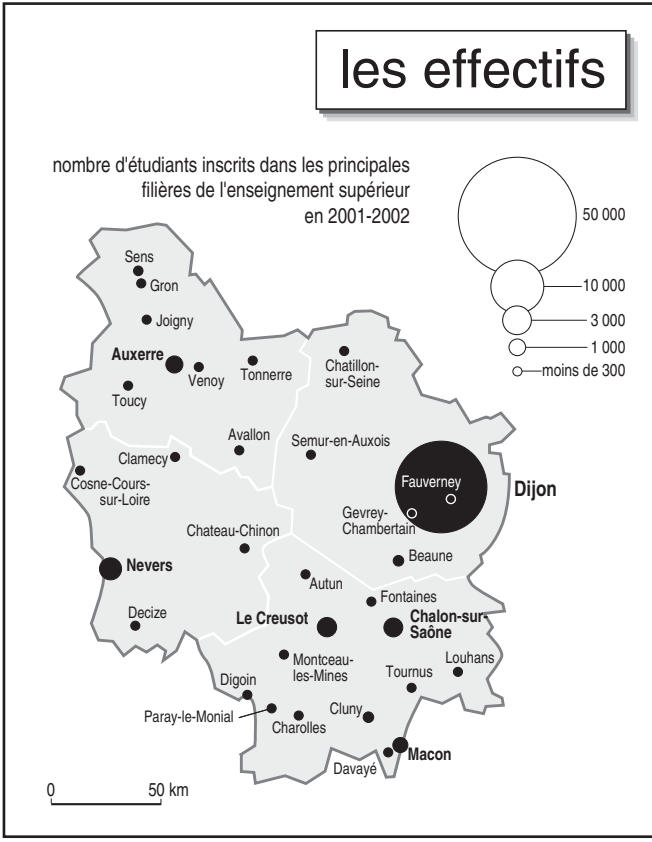 les effectifs
nombre d'étudiants inscrits dans les principales
filières de l'enseignement supérieur
en 2001-2002
50 000
10 000
3 000
1 000
moins de 300
Sens
Gron
Joigny
Auxerre
Venoy
Tonnerre
Toucy
Chatillon-
sur-Seine
Avallon
Semur-en-Auxois
Clamecy
Cosne-Cours-
sur-Loire
Fauverney
Dijon
Gevrey-
Chambertain
Chateau-Chinon
Beaune
Nevers
Autun
Fontaines
Decize
Le Creusot
Chalon-sur-
Saône
Montceau-
les-Mines
Louhans
Tournus
Digoin
Paray-le-Monial
Cluny
Charolles
Macon
Davayé
0 50 km